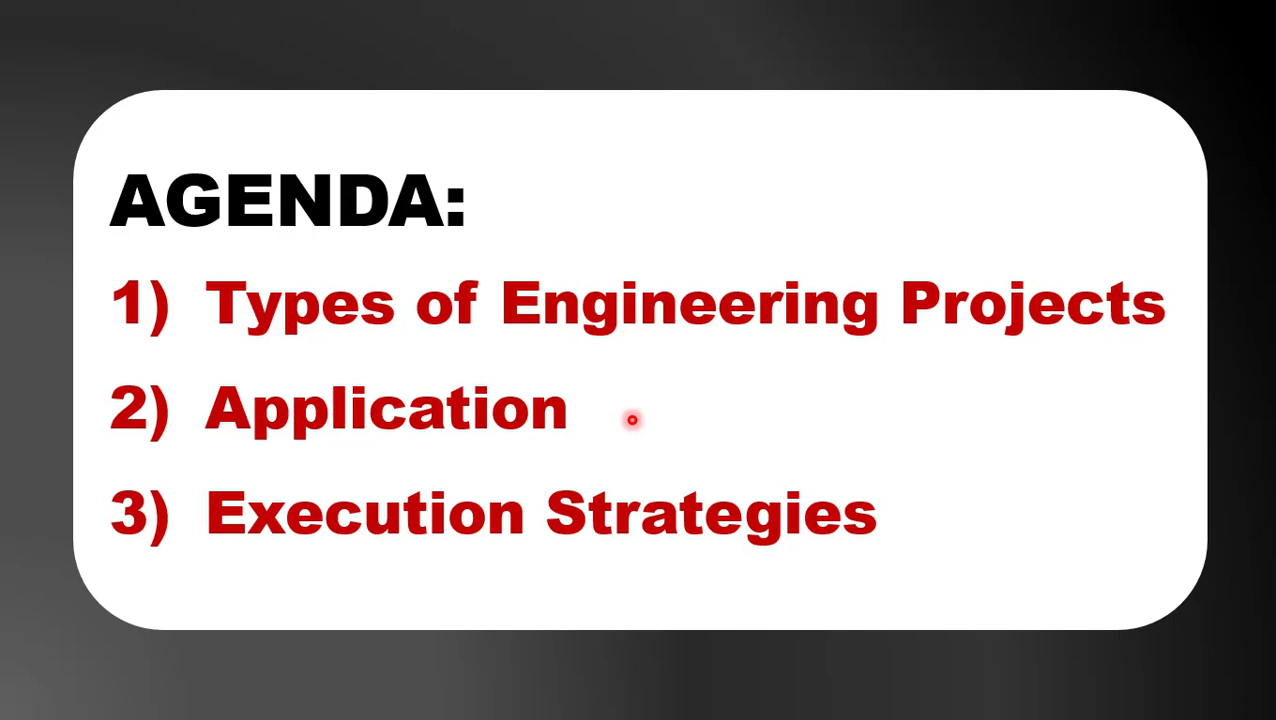 AGENDA:
1) Types of Engineering Projects
2) Application
3) Execution Strategies